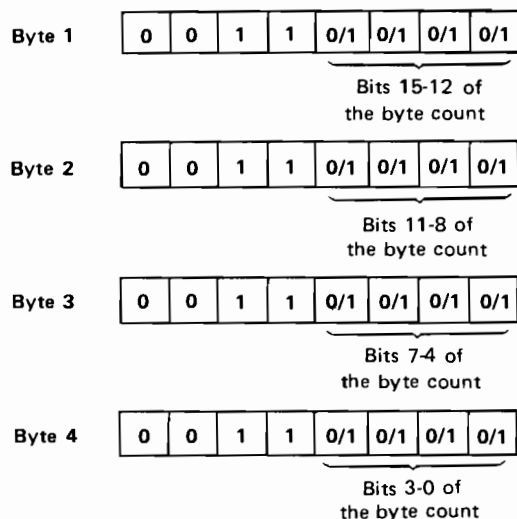 Byte 1 0 0 1 1 0/1 0/1 0/1 0/1
Bits 15-12 of
the byte count
Byte 2 0 0 1 1 0/1 0/1 0/1 0/1
Bits 11-8 of
the byte count
Byte 3 0 0 1 1 0/1 0/1 0/1 0/1
Bits 7-4 of
the byte count
Byte 4 0 0 1 1 0/1 0/1 0/1 0/1
Bits 3-0 of
the byte count